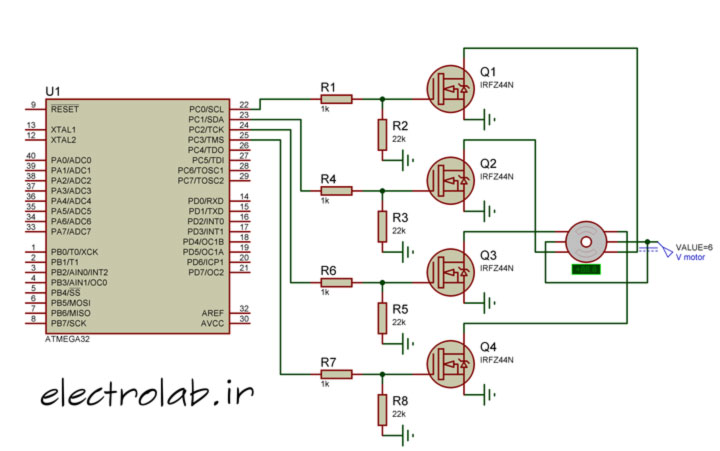 U1
9 RESET
13 XTAL1
12 XTAL2
40 PA0/ADC0
39 PA1/ADC1
38 PA2/ADC2
37 PA3/ADC3
36 PA4/ADC4
35 PA5/ADC5
34 PA6/ADC6
33 PA7/ADC7
1 PB0/T0/XCK
2 PB1/T1
3 PB2/AIN0/INT2
4 PB3/AIN1/OC0
5 PB4/SS
6 PB5/MOSI
7 PB6/MISO
8 PB7/SCK
PC0/SCL 22
PC1/SDA 23
PC2/TCK 24
PC3/TMS 25
PC4/TDO 26
PC5/TDI 27
PC6/TOSC1 28
PC7/TOSC2 29
PD0/RXD 14
PD1/TXD 15
PD2/INT0 16
PD3/INT1 17
PD4/OC1B 18
PD5/OC1A 19
PD6/ICP1 20
PD7/OC2 21
AREF 32
AVCC 30
ATMEGA32
R1
1k
R2
22k
Q1
IRFZ44N
R4
1k
R3
22k
Q2
IRFZ44N
R6
1k
R5
22k
Q3
IRFZ44N
R7
1k
R8
22k
Q4
IRFZ44N
VALUE=6
V motor
electrolab.ir